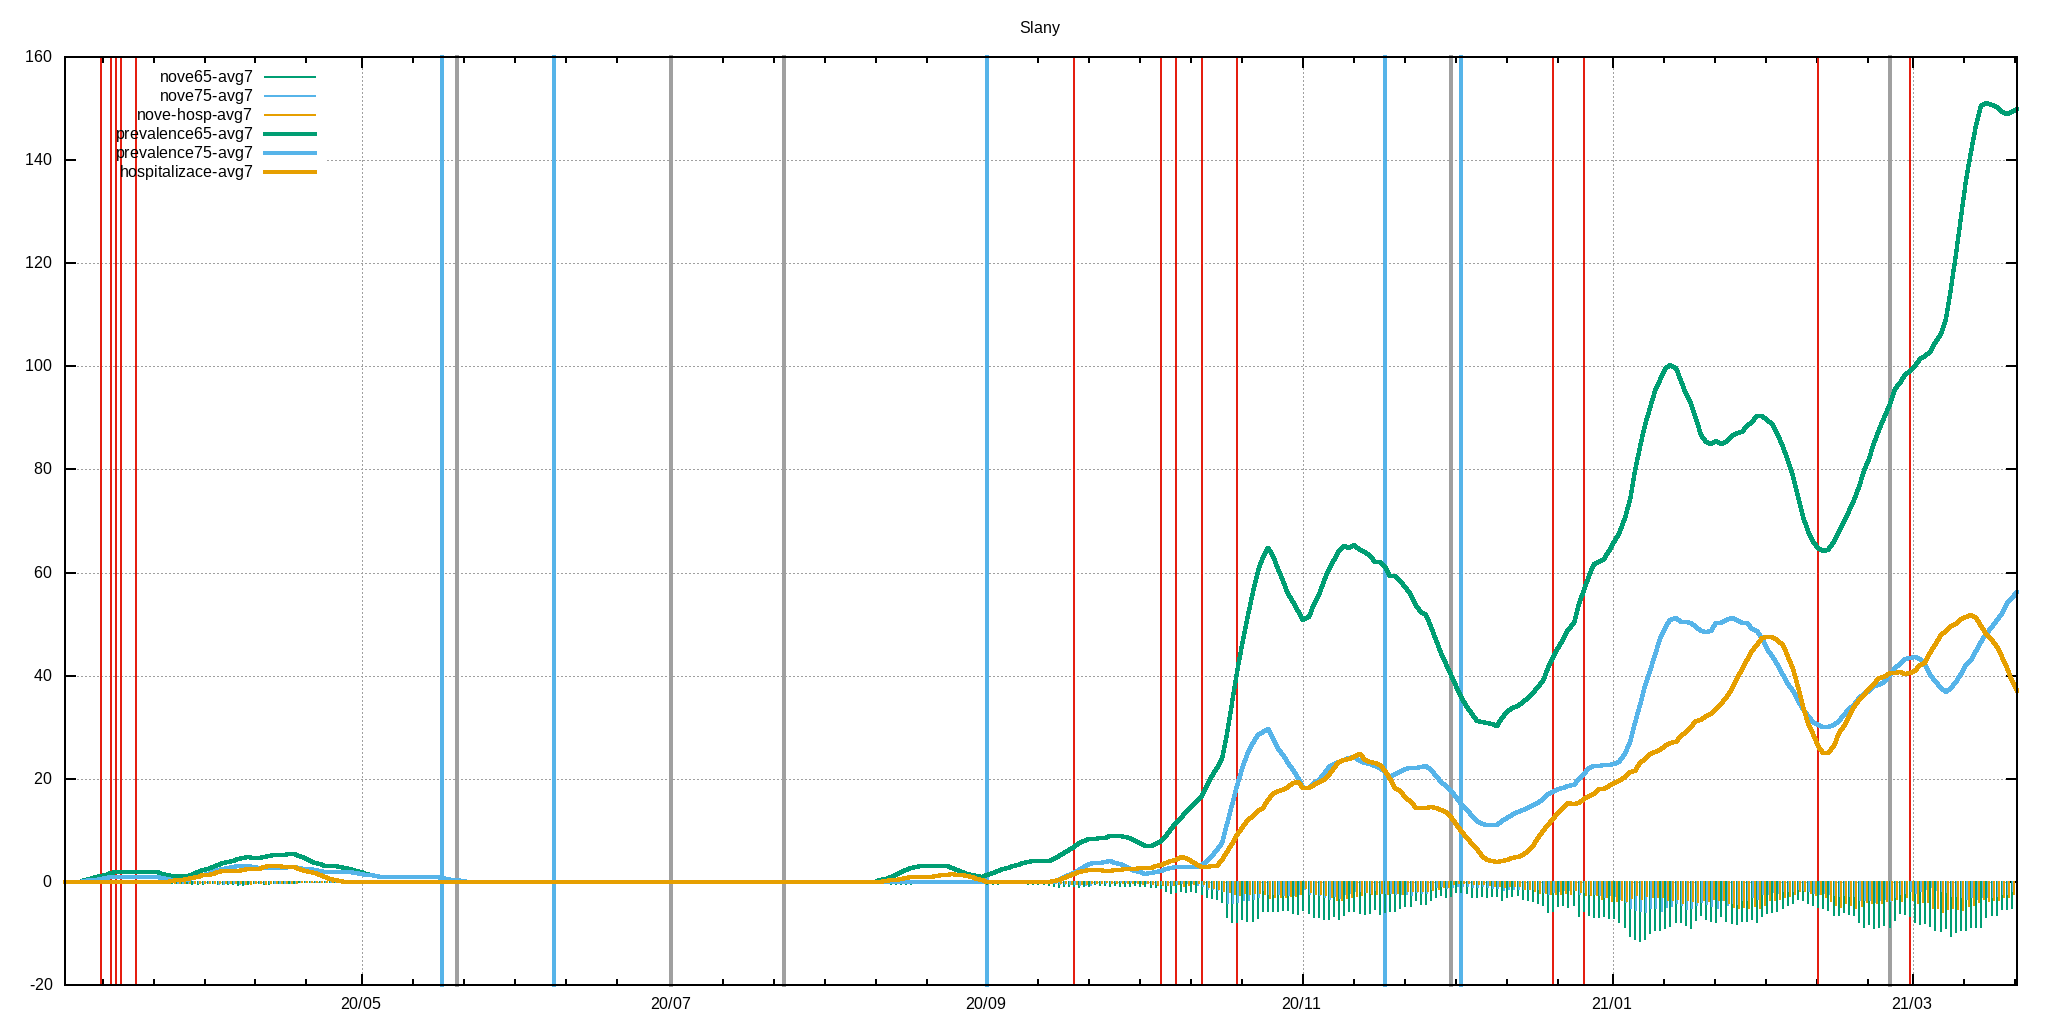 Slany
160
nove65-avg7
nove75-avg7
nove-hosp-avg7
prevalence65-avg7
prevalence75-avg7
hospitalizace-avg7
140
120
100
80
60
40
20
0
-20
20/05 20/07 20/09 20/11 21/01 21/03